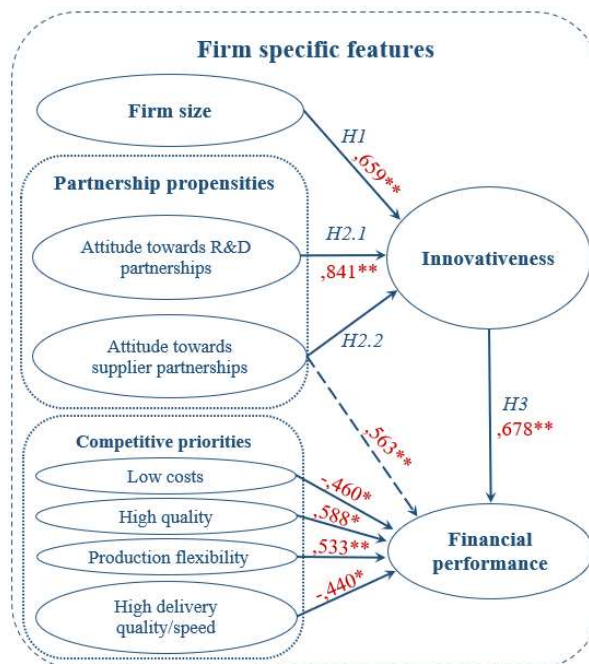 Firm specific features
Firm size
H1
,659**
Partnership propensities
Attitude towards R&D
partnerships
H2.1
,841**
Innovativeness
Attitude towards
supplier partnerships
H2.2
,563**
H3
,678**
Competitive priorities
Low costs
-,460*
High quality
,588*
Production flexibility
,533**
High delivery
quality/speed
-,440*
Financial
performance